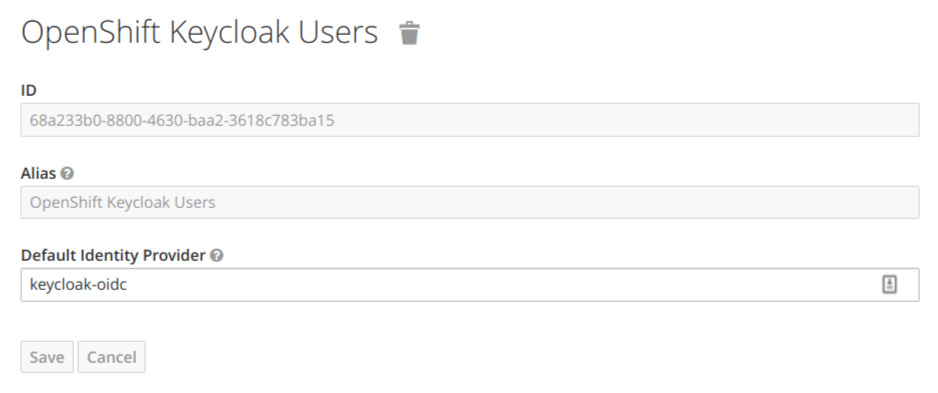 OpenShift Keycloak Users
ID
68a233b0-8800-4630-baa2-3618c783ba15
Alias
OpenShift Keycloak Users
Default Identity Provider
keycloak-oidc
Save Cancel